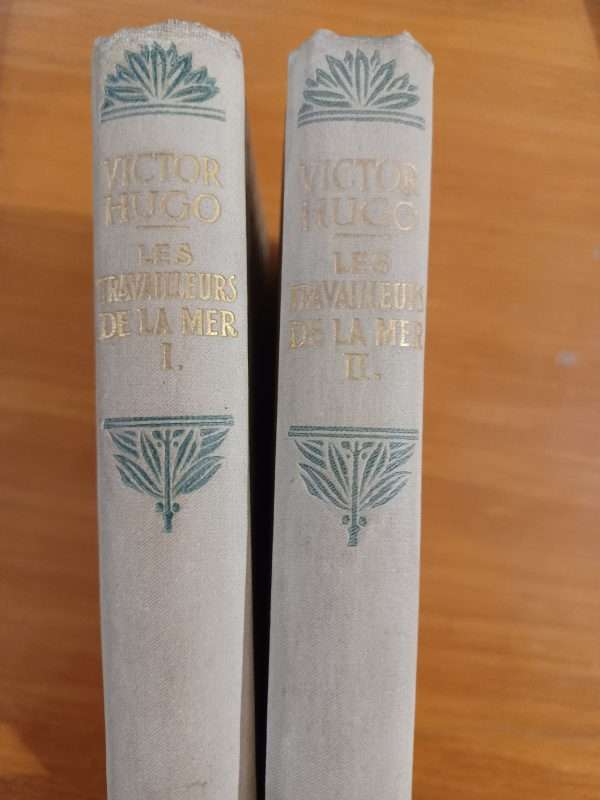 VICTOR
HUGO
LES
TRAVAILLEURS
DE LA MER
I.
VICTOR
HUGO
LES
TRAVAILLEURS
DE LA MER
II.